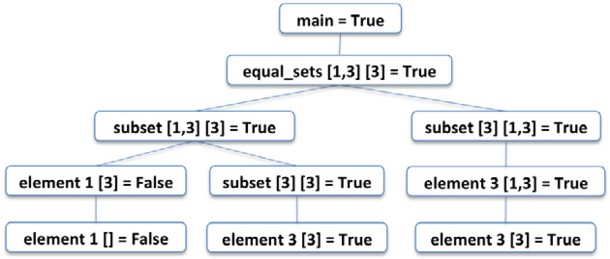 main = True
equal_sets [1,3] [3] = True
subset [1,3] [3] = True
subset [3] [1,3] = True
element 1 [3] = False
subset [3] [3] = True
element 3 [1,3] = True
element 1 [] = False
element 3 [3] = True
element 3 [3] = True